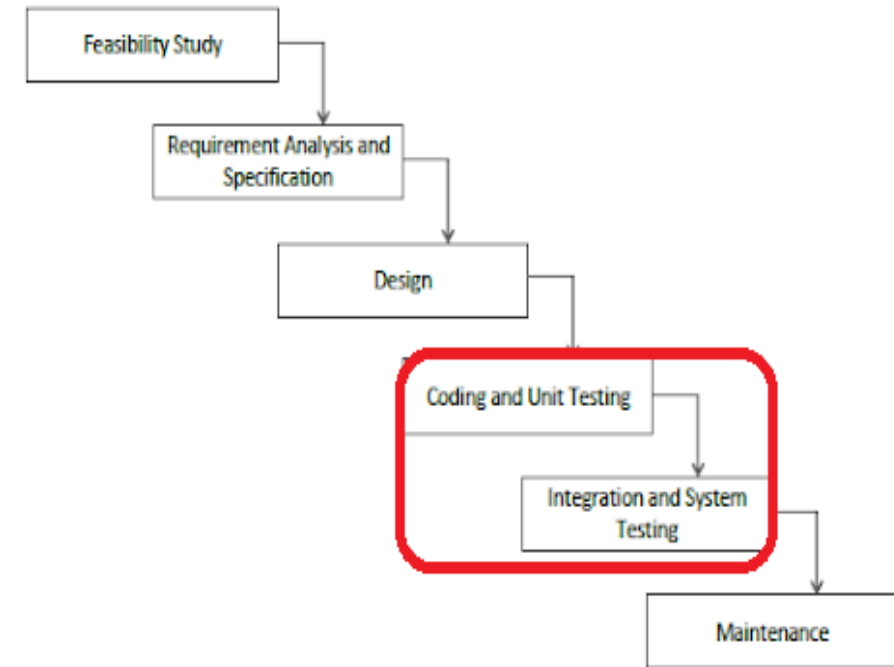 Feasibility Study
Requirement Analysis and
Specification
Design
Coding and Unit Testing
Integration and System
Testing
Maintenance